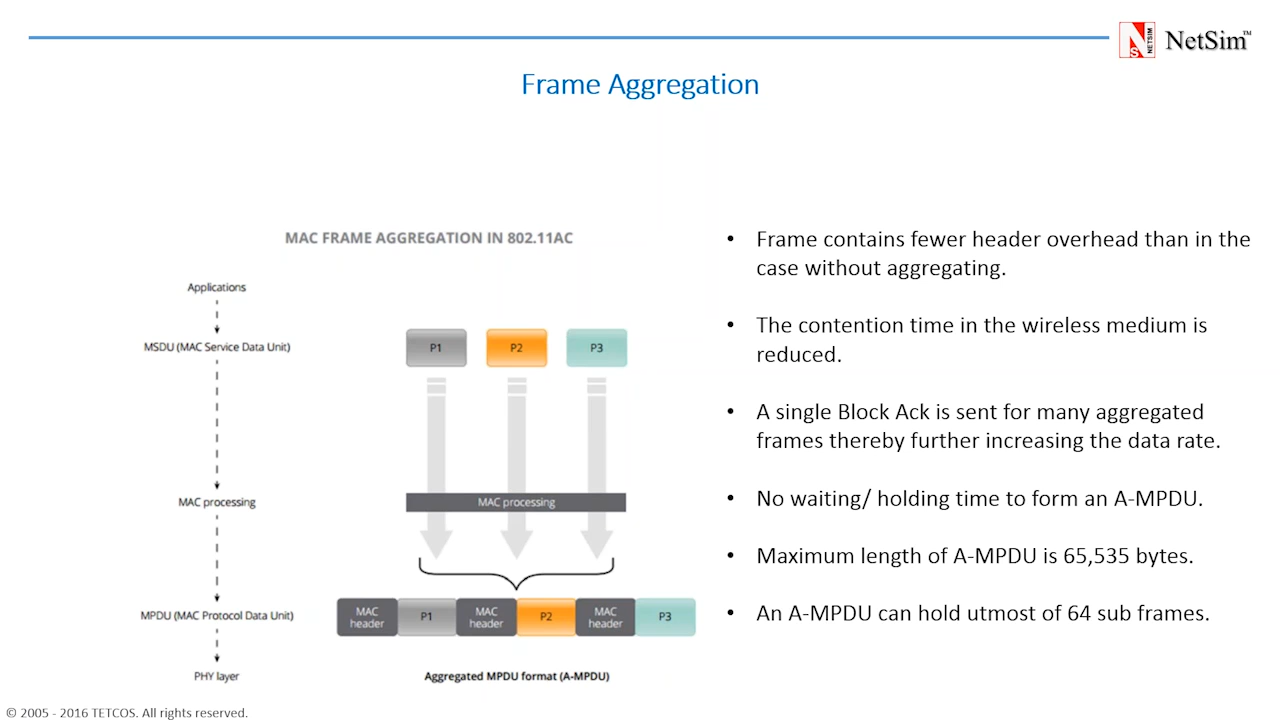 NETSIM
NetSim™
Frame Aggregation
MAC FRAME AGGREGATION IN 802.11AC
Applications
MSDU (MAC Service Data Unit)
MAC processing
MPDU (MAC Protocol Data Unit)
PHY layer
P1 P2 P3
MAC processing
MAC header P1 MAC header P2 MAC header P3
Aggregated MPDU format (A-MPDU)
• Frame contains fewer header overhead than in the
case without aggregating.
• The contention time in the wireless medium is
reduced.
• A single Block Ack is sent for many aggregated
frames thereby further increasing the data rate.
• No waiting/ holding time to form an A-MPDU.
• Maximum length of A-MPDU is 65,535 bytes.
• An A-MPDU can hold utmost of 64 sub frames.
© 2005 - 2016 TETCOS. All rights reserved.